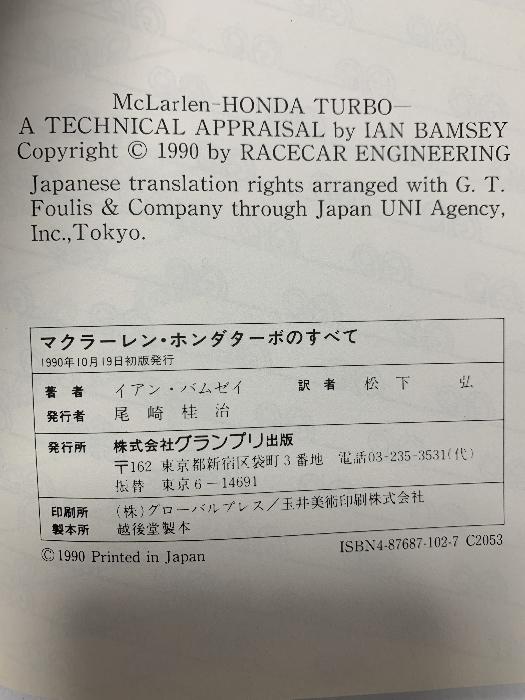 McLarlen-HONDA TURBO—
A TECHNICAL APPRAISAL by IAN BAMSEY
Copyright © 1990 by RACECAR ENGINEERING
Japanese translation rights arranged with G. T.
Foulis & Company through Japan UNI Agency,
Inc.,Tokyo.
マクラーレン・ホンダターボのすべて
1990年10月19日初版発行
著者 イアン・バムゼイ 訳者 松下 弘
発行者 尾崎桂治
発行所 株式会社グランプリ出版
〒162 東京都新宿区袋町3番地 電話03-235-3531(代)
振替 東京6-14691
印刷所 (株)グローバルプレス/玉井美術印刷株式会社
製本所 越後堂製本
©1990 Printed in Japan
ISBN4-87687-102-7 C2053